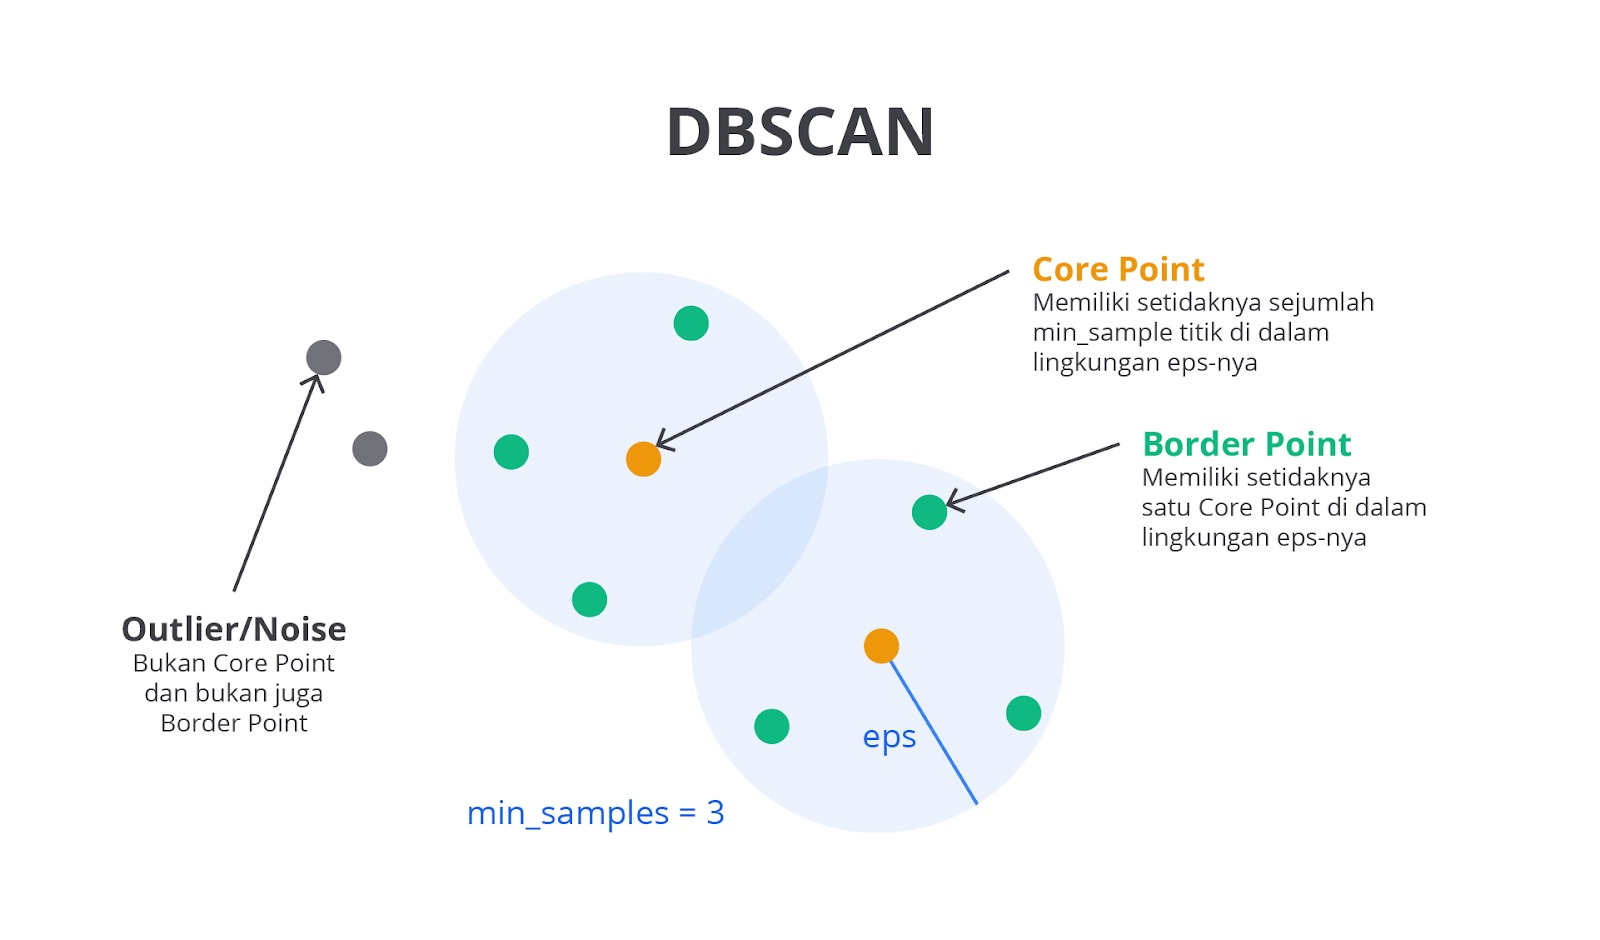 DBSCAN
Core Point
Memiliki setidaknya sejumlah
min_sample titik di dalam
lingkungan eps-nya
Border Point
Memiliki setidaknya
satu Core Point di dalam
lingkungan eps-nya
Outlier/Noise
Bukan Core Point
dan bukan juga
Border Point
eps
min_samples = 3